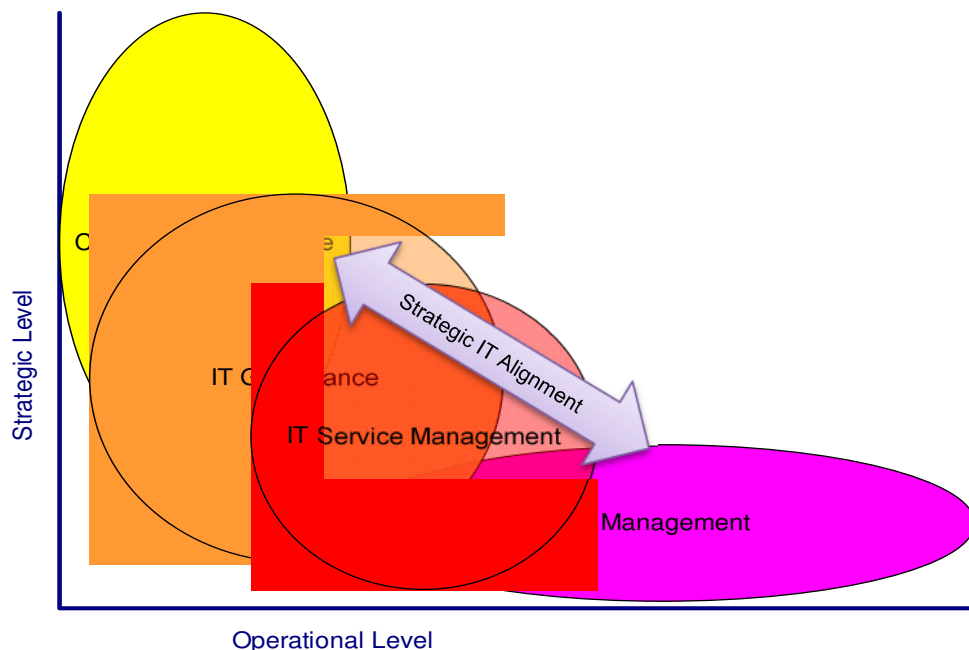 Strategic Level
Strategic IT Alignment
IT Service Management
Management
Operational Level